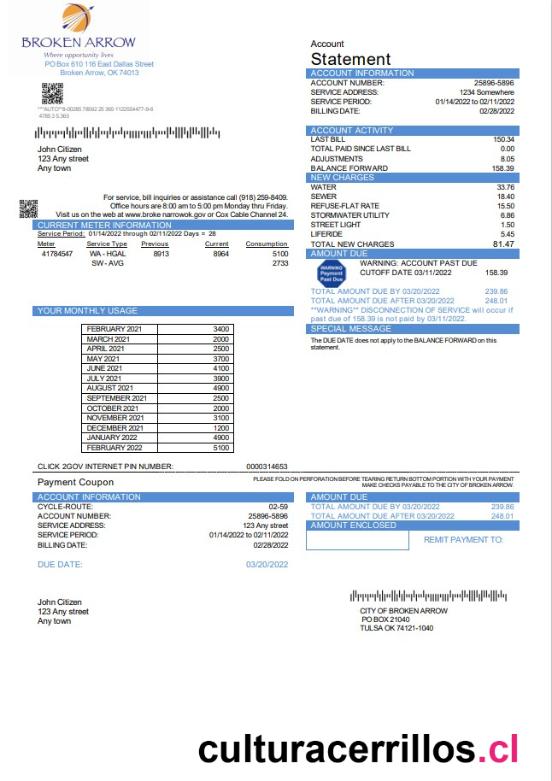 BROKEN ARROW
Where opportunity lives
PO Box 610 116 East Dallas Street
Broken Arrow, OK 74013
John Citizen
123 Any street
Any town
For service, bill inquiries or assistance call (918) 259-8409.
Office hours are 8:00 am to 5:00 pm Monday thru Friday.
Visit us on the web at www.broke narrowok.gov or Cox Cable Channel 24.
CURRENT METER INFORMATION
Service Period: 01/14/2022 through 02/11/2022 Days = 28
Meter Service Type Previous Current Consumption
41784547 WA - HGAL 8913 8964 5100
SW - AVG 2733
YOUR MONTHLY USAGE
FEBRUARY 2021 3400
MARCH 2021 2000
APRIL 2021 2500
MAY 2021 3700
JUNE 2021 4100
JULY 2021 3900
AUGUST 2021 4900
SEPTEMBER 2021 2500
OCTOBER 2021 2000
NOVEMBER 2021 3100
DECEMBER 2021 1200
JANUARY 2022 4900
FEBRUARY 2022 5100
CLICK 2GOV INTERNET PIN NUMBER: 0000314653
Account
Statement
ACCOUNT INFORMATION
ACCOUNT NUMBER: 25896-5896
SERVICE ADDRESS: 1234 Somewhere
SERVICE PERIOD: 01/14/2022 to 02/11/2022
BILLING DATE: 02/28/2022
ACCOUNT ACTIVITY
LAST BILL 150.34
TOTAL PAID SINCE LAST BILL 0.00
ADJUSTMENTS 8.05
BALANCE FORWARD 158.39
NEW CHARGES
WATER 33.76
SEWER 18.40
REFUSE-FLAT RATE 15.50
STORMWATER UTILITY 6.86
STREET LIGHT 1.50
LIFERIDE 5.45
TOTAL NEW CHARGES 81.47
AMOUNT DUE
WARNING Payment Past Due
WARNING: ACCOUNT PAST DUE
CUTOFF DATE 03/11/2022 158.39
TOTAL AMOUNT DUE BY 03/20/2022 239.86
TOTAL AMOUNT DUE AFTER 03/20/2022 248.01
**WARNING** DISCONNECTION OF SERVICE will occur if
past due of 158.39 is not paid by 03/11/2022.
SPECIAL MESSAGE
The DUE DATE does not apply to the BALANCE FORWARD on this
statement.
Payment Coupon
PLEASE FOLD ON PERFORATION BEFORE TEARING RETURN BOTTOM PORTION WITH YOUR PAYMENT
MAKE CHECKS PAYABLE TO THE CITY OF BROKEN ARROW.
ACCOUNT INFORMATION
CYCLE-ROUTE: 02-59
ACCOUNT NUMBER: 25896-5896
SERVICE ADDRESS: 123 Any street
SERVICE PERIOD: 01/14/2022 to 02/11/2022
BILLING DATE: 02/28/2022
DUE DATE: 03/20/2022
AMOUNT DUE
TOTAL AMOUNT DUE BY 03/20/2022 239.86
TOTAL AMOUNT DUE AFTER 03/20/2022 248.01
AMOUNT ENCLOSED
REMIT PAYMENT TO:
John Citizen
123 Any street
Any town
CITY OF BROKEN ARROW
PO BOX 21040
TULSA OK 74121-1040
culturacerrillos.cl